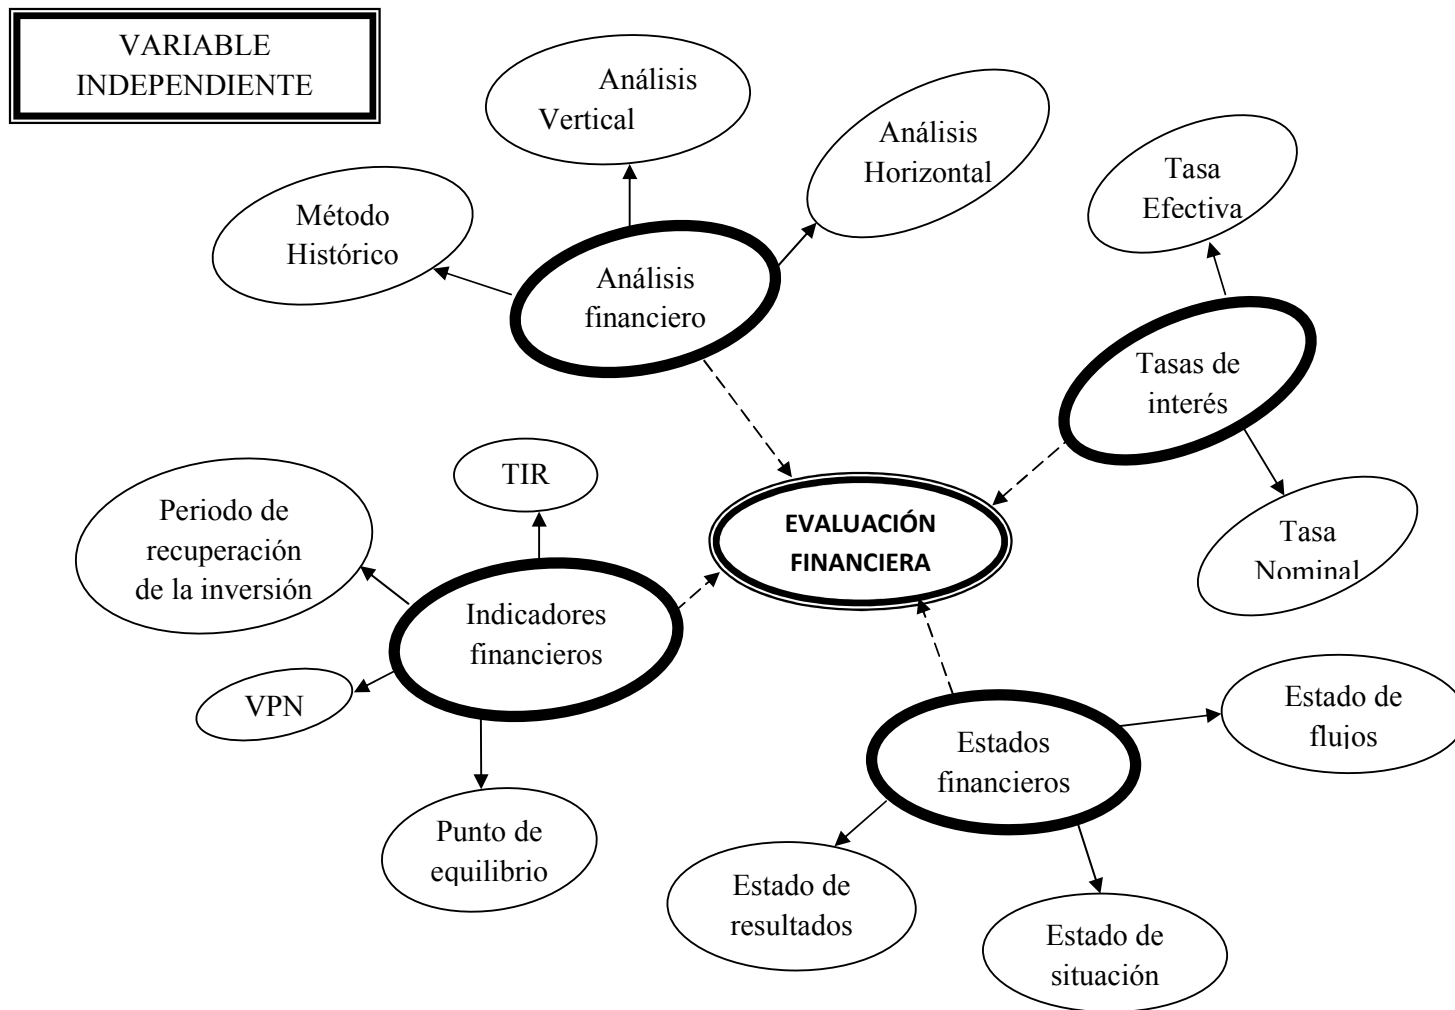 VARIABLE
INDEPENDIENTE
Análisis
Vertical
Análisis
Horizontal
Tasa
Efectiva
Método
Histórico
Análisis
financiero
Tasas de
interés
TIR
Periodo de
recuperación
de la inversión
EVALUACIÓN
FINANCIERA
Tasa
Nominal
Indicadores
financieros
VPN
Estado de
flujos
Estados
financieros
Punto de
equilibrio
Estado de
resultados
Estado de
situación